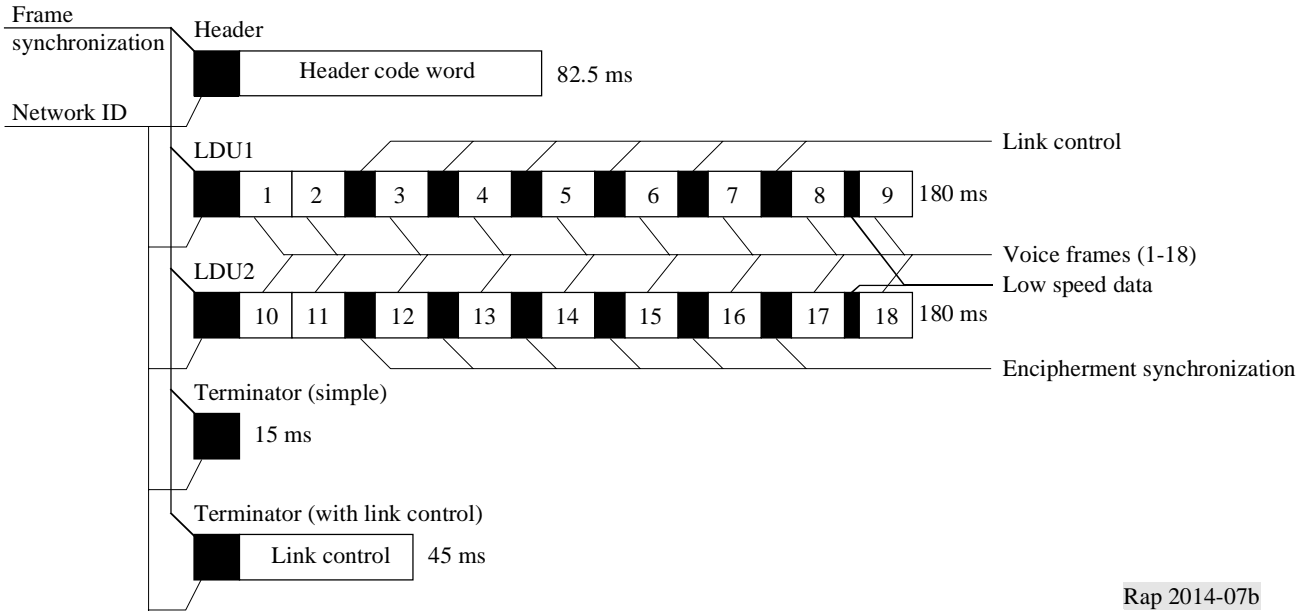 Frame
synchronization
Header
Header code word
82.5 ms
Network ID
Link control
LDU1
1 2 3 4 5 6 7 8 9
180 ms
Voice frames (1-18)
LDU2
Low speed data
10 11 12 13 14 15 16 17 18
180 ms
Encipherment synchronization
Terminator (simple)
15 ms
Terminator (with link control)
Link control
45 ms
Rap 2014-07b